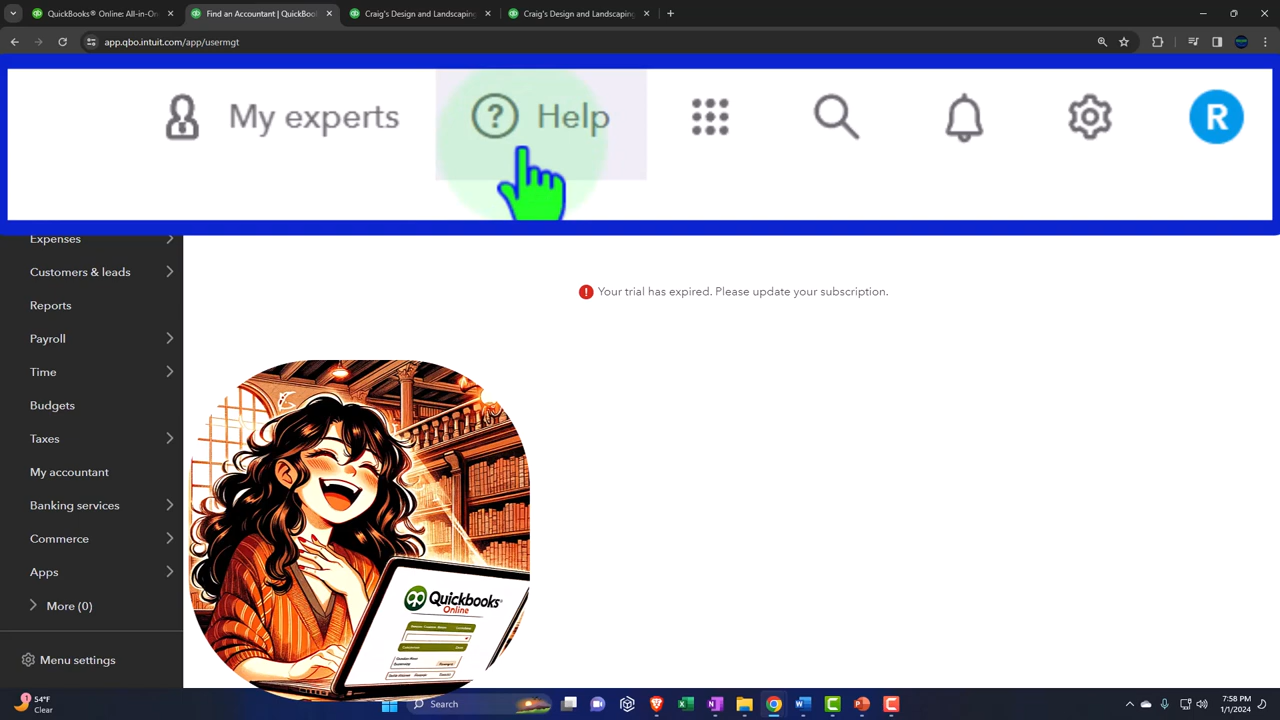 QuickBooks® Online: All-in-On
Find an Accountant | QuickBook
Craig's Design and Landscaping
Craig's Design and Landscaping
app.qbo.intuit.com/app/usermgt
My experts
? Help
R
Expenses
Customers & leads
Reports
Payroll
Time
Budgets
Taxes
My accountant
Banking services
Commerce
Apps
More (0)
Menu settings
! Your trial has expired. Please update your subscription.
Quickbooks
Online
1
54°F
Clear
Search
7:58 PM
1/1/2024